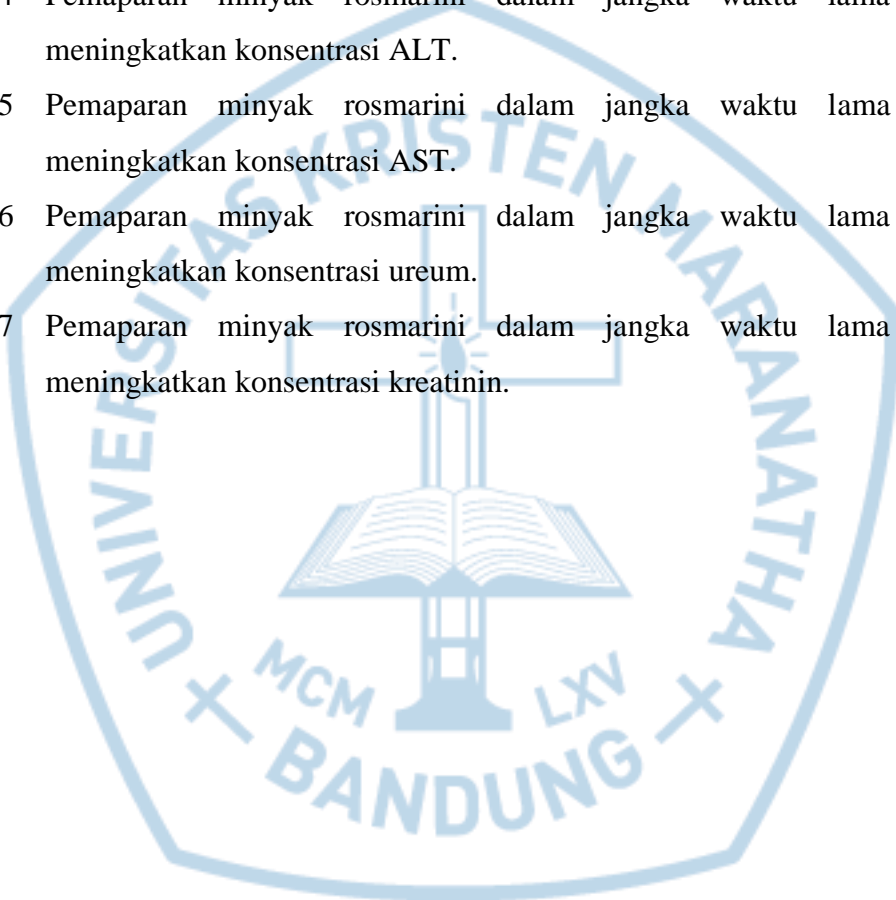 Pemaparan minyak rosmarini dalam jangka waktu lama
meningkatkan konsentrasi ALT.
5 Pemaparan minyak rosmarini dalam jangka waktu lama
meningkatkan konsentrasi AST.
6 Pemaparan minyak rosmarini dalam jangka waktu lama
meningkatkan konsentrasi ureum.
7 Pemaparan minyak rosmarini dalam jangka waktu lama
meningkatkan konsentrasi kreatinin.
UNIVERSITAS KRISTEN MARANATHA
MCM LXV
BANDUNG